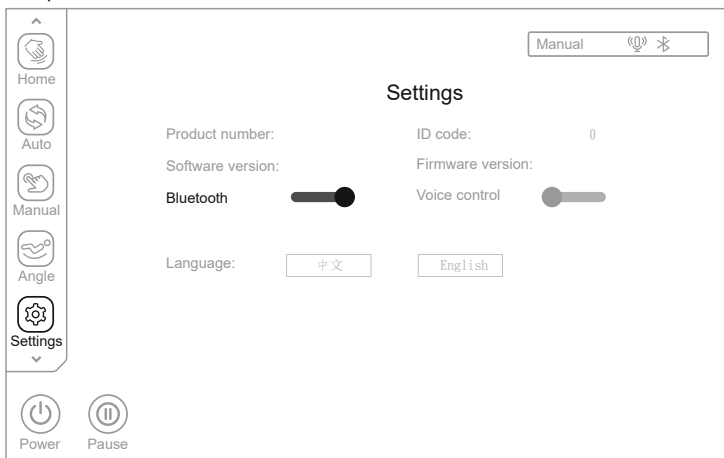 Manual
Home
Settings
Auto
Product number:
ID code: 0
Software version:
Firmware version:
Manual
Bluetooth
Voice control
Angle
Language:
中文
English
Settings
Power
Pause